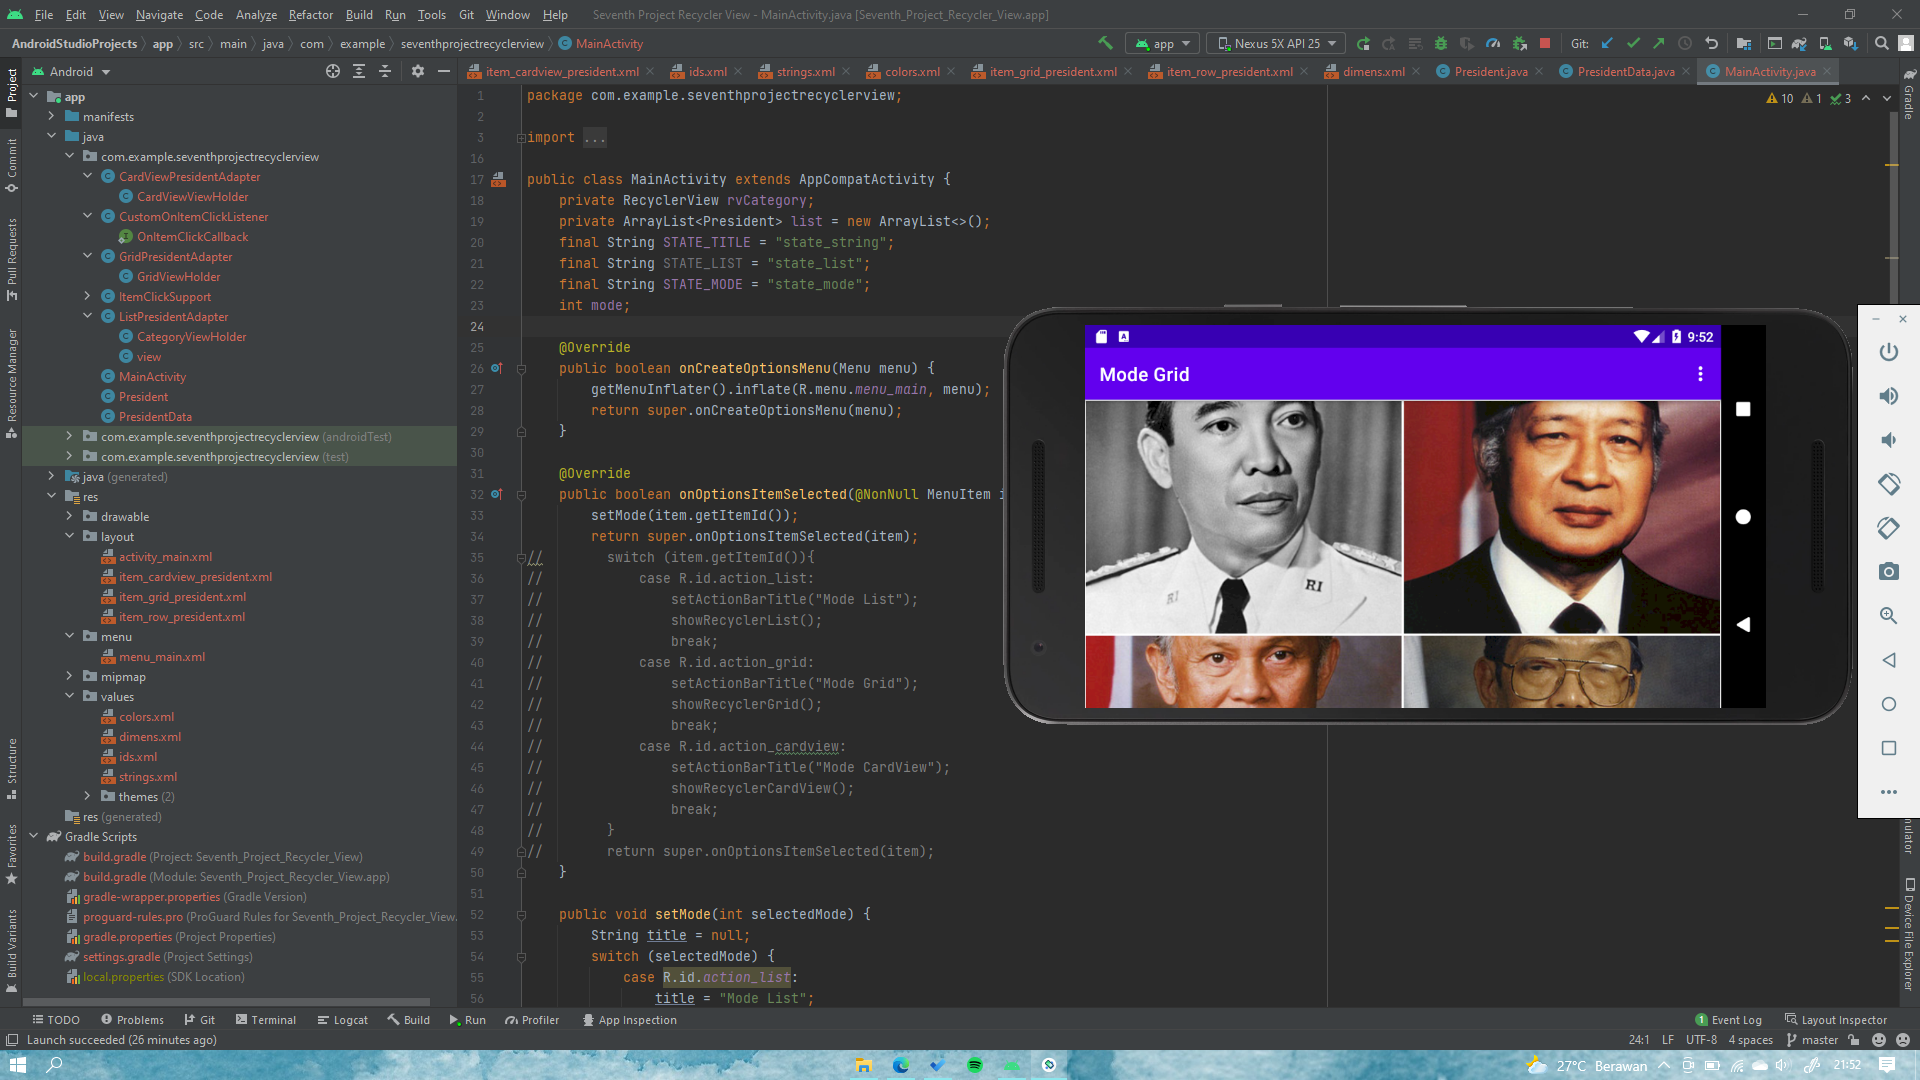 File Edit View Navigate Code Analyze Refactor Build Run Tools Git Window Help Seventh Project Recycler View - MainActivity.java [Seventh_Project_Recycler_View.app]
AndroidStudioProjects app src main java com example seventhprojectrecyclerview MainActivity app Nexus 5X API 25 Git:
Android
item_cardview_president.xml ids.xml strings.xml colors.xml item_grid_president.xml item_row_president.xml dimens.xml President.java PresidentData.java MainActivity.java
Project
Commit
Pull Requests
Resource Manager
Structure
Favorites
Build Variants
app
manifests
java
com.example.seventhprojectrecyclerview
CardViewPresidentAdapter
CardViewViewHolder
CustomOnItemClickListener
OnItemClickCallback
GridPresidentAdapter
GridViewHolder
ItemClickSupport
ListPresidentAdapter
CategoryViewHolder
view
MainActivity
President
PresidentData
com.example.seventhprojectrecyclerview (androidTest)
com.example.seventhprojectrecyclerview (test)
java (generated)
res
drawable
layout
activity_main.xml
item_cardview_president.xml
item_grid_president.xml
item_row_president.xml
menu
menu_main.xml
mipmap
values
colors.xml
dimens.xml
ids.xml
strings.xml
themes (2)
res (generated)
Gradle Scripts
build.gradle (Project: Seventh_Project_Recycler_View)
build.gradle (Module: Seventh_Project_Recycler_View.app)
gradle-wrapper.properties (Gradle Version)
proguard-rules.pro (ProGuard Rules for Seventh_Project_Recycler_View.
gradle.properties (Project Properties)
settings.gradle (Project Settings)
local.properties (SDK Location)
10 1 3
1 package com.example.seventhprojectrecyclerview;
2
3 import ...
16
17 public class MainActivity extends AppCompatActivity {
18 private RecyclerView rvCategory;
19 private ArrayList<President> list = new ArrayList<>();
20 final String STATE_TITLE = "state_string";
21 final String STATE_LIST = "state_list";
22 final String STATE_MODE = "state_mode";
23 int mode;
24
25 @Override
26 public boolean onCreateOptionsMenu(Menu menu) {
27 getMenuInflater().inflate(R.menu.menu_main, menu);
28 return super.onCreateOptionsMenu(menu);
29 }
30
31 @Override
32 public boolean onOptionsItemSelected(@NonNull MenuItem i
33 setMode(item.getItemId());
34 return super.onOptionsItemSelected(item);
35 // switch (item.getItemId()){
36 // case R.id.action_list:
37 // setActionBarTitle("Mode List");
38 // showRecyclerList();
39 // break;
40 // case R.id.action_grid:
41 // setActionBarTitle("Mode Grid");
42 // showRecyclerGrid();
43 // break;
44 // case R.id.action_cardview:
45 // setActionBarTitle("Mode CardView");
46 // showRecyclerCardView();
47 // break;
48 // }
49 // return super.onOptionsItemSelected(item);
50 }
51
52 public void setMode(int selectedMode) {
53 String title = null;
54 switch (selectedMode) {
55 case R.id.action_list:
56 title = "Mode List";
A 9:52
Mode Grid
RI RI
Gradle
mulator
Device File Explorer
TODO Problems Git Terminal Logcat Build Run Profiler App Inspection 1 Event Log Layout Inspector
Launch succeeded (26 minutes ago) 24:1 LF UTF-8 4 spaces master
27°C Berawan 21:52